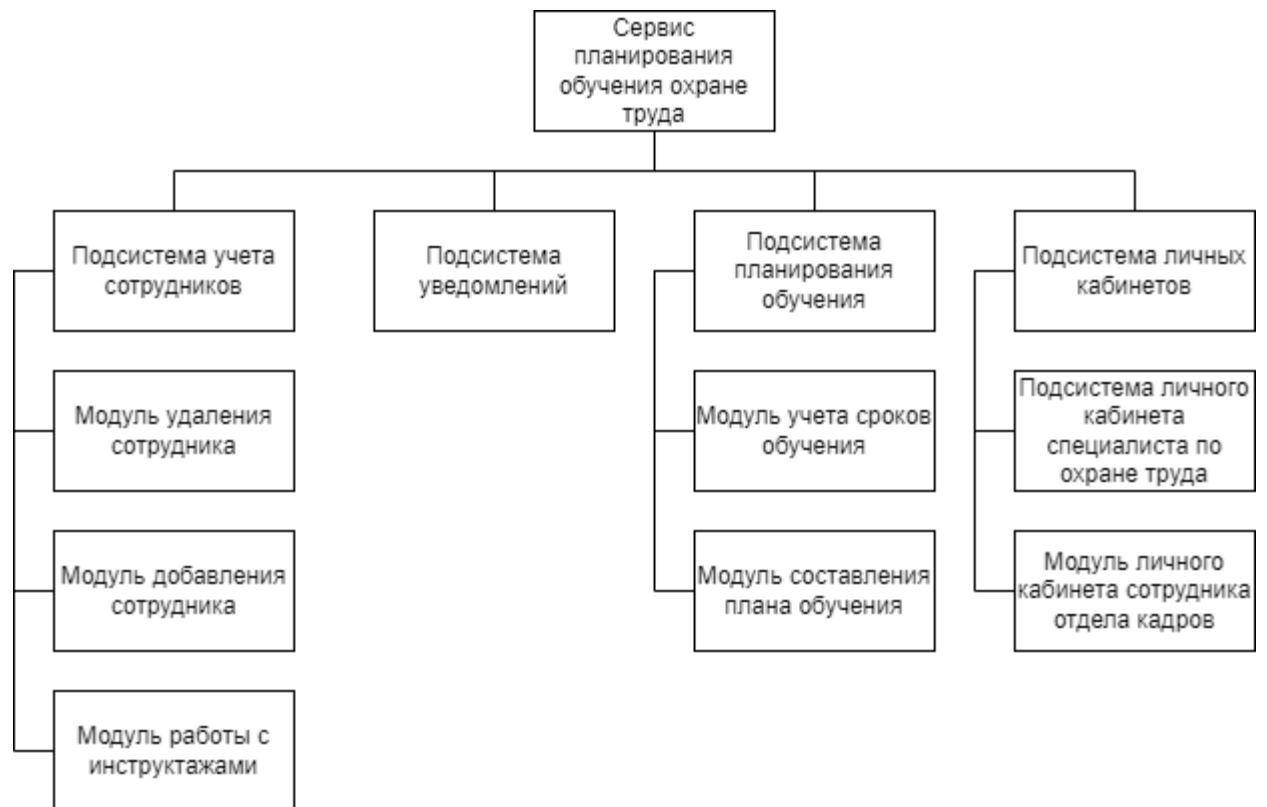 Сервис
планирования
обучения охране
труда
Подсистема учета
сотрудников
Подсистема
уведомлений
Подсистема
планирования
обучения
Подсистема личных
кабинетов
Модуль удаления
сотрудника
Модуль учета сроков
обучения
Подсистема личного
кабинета
специалиста по
охране труда
Модуль добавления
сотрудника
Модуль составления
плана обучения
Модуль личного
кабинета сотрудника
отдела кадров
Модуль работы с
инструктажами